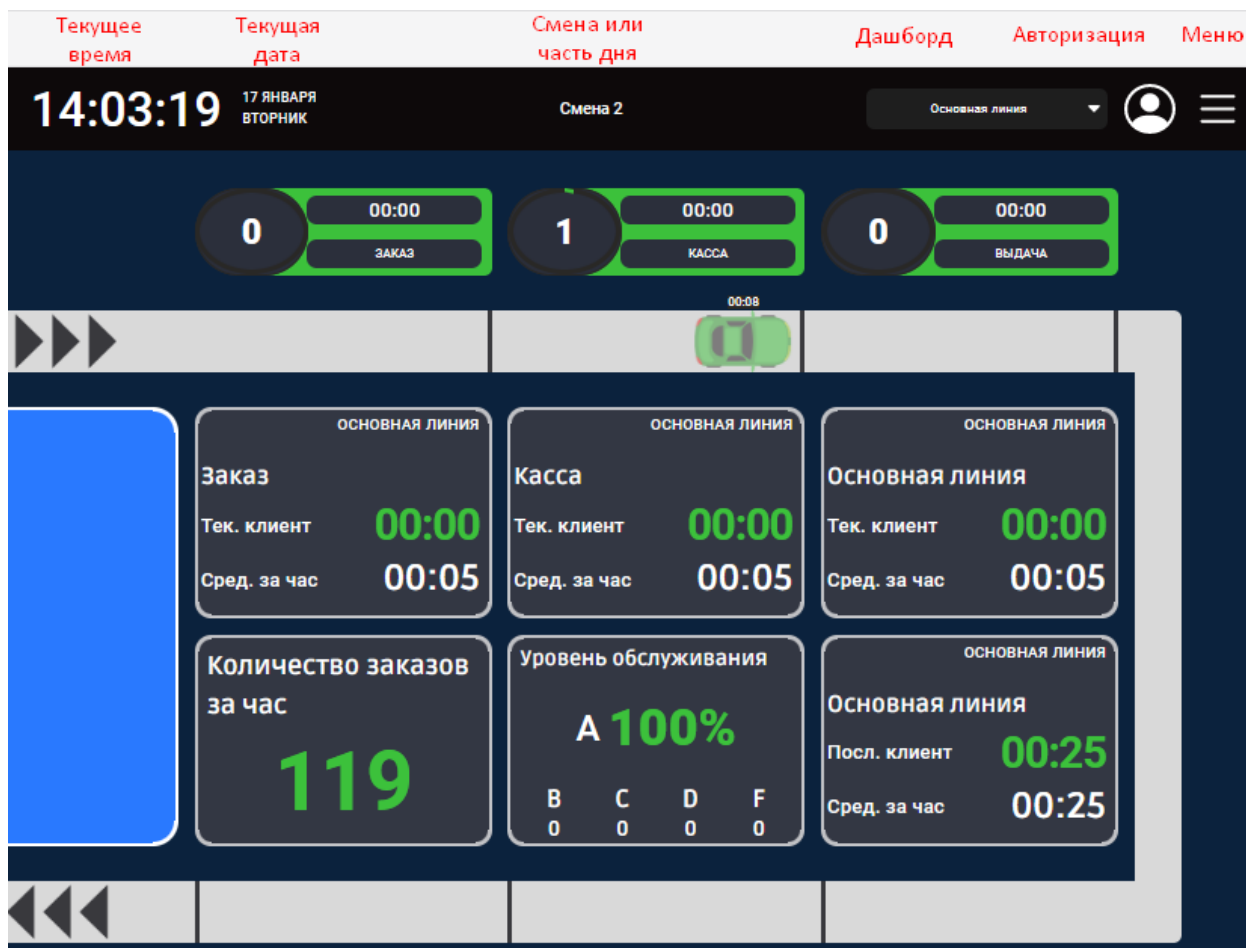 Текущее время
Текущая дата
Смена или часть дня
Дашборд
Авторизация
Меню
14:03:19
17 ЯНВАРЯ
ВТОРНИК
Смена 2
Основная линия
0
00:00
ЗАКАЗ
1
00:00
КАССА
0
00:00
ВЫДАЧА
00:08
ОСНОВНАЯ ЛИНИЯ
Заказ
Тек. клиент 00:00
Сред. за час 00:05
ОСНОВНАЯ ЛИНИЯ
Касса
Тек. клиент 00:00
Сред. за час 00:05
ОСНОВНАЯ ЛИНИЯ
Основная линия
Тек. клиент 00:00
Сред. за час 00:05
Количество заказов
за час
119
Уровень обслуживания
A 100%
B C D F
0 0 0 0
ОСНОВНАЯ ЛИНИЯ
Основная линия
Посл. клиент 00:25
Сред. за час 00:25